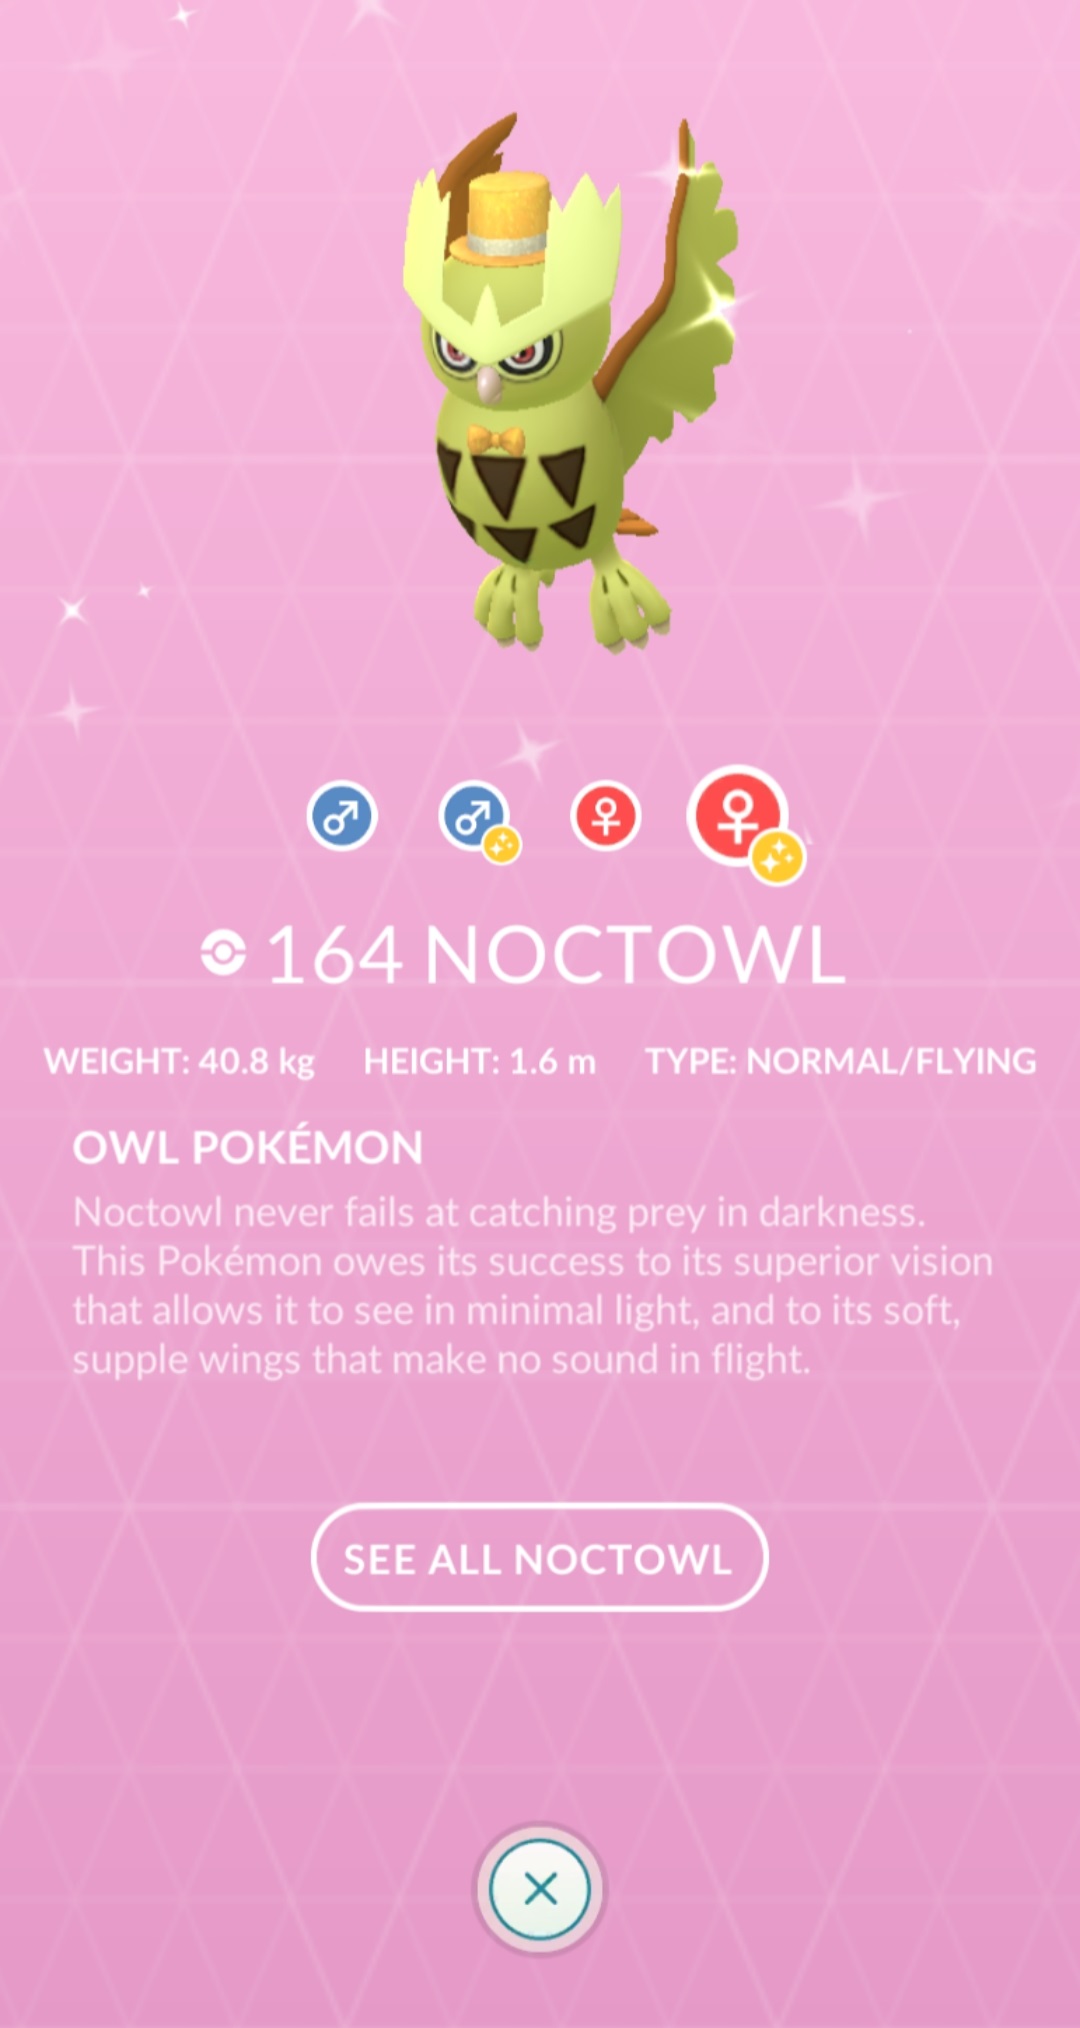 164 NOCTOWL
WEIGHT: 40.8 kg HEIGHT: 1.6 m TYPE: NORMAL/FLYING
OWL POKÉMON
Noctowl never fails at catching prey in darkness.
This Pokémon owes its success to its superior vision
that allows it to see in minimal light, and to its soft,
supple wings that make no sound in flight.
SEE ALL NOCTOWL